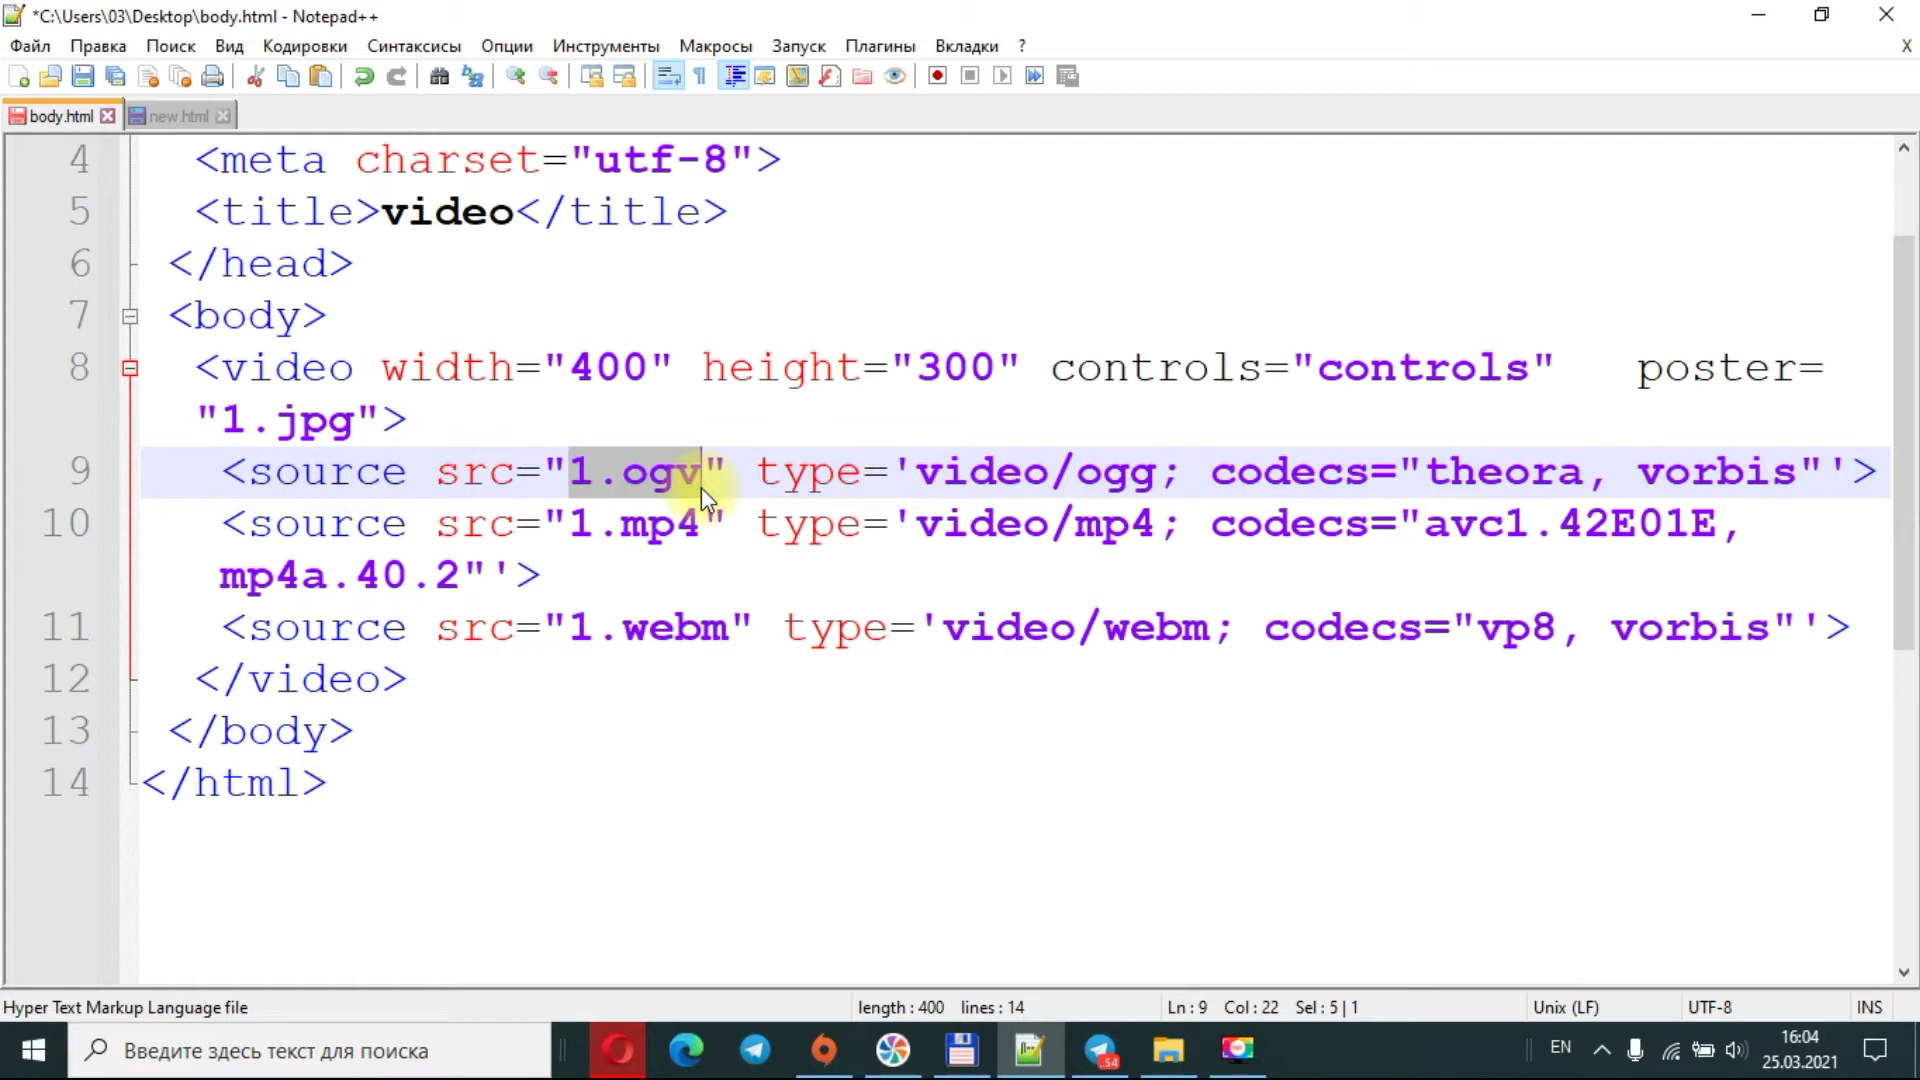 *C:\Users\03\Desktop\body.html - Notepad++
Файл Правка Поиск Вид Кодировки Синтаксисы Опции Инструменты Макросы Запуск Плагины Вкладки ? X
body.html new.html
4 <meta charset="utf-8">
5 <title>video</title>
6 </head>
7 <body>
8 <video width="400" height="300" controls="controls" poster=
"1.jpg">
9 <source src="1.ogv" type='video/ogg; codecs="theora, vorbis"'>
10 <source src="1.mp4" type='video/mp4; codecs="avc1.42E01E,
mp4a.40.2"'>
11 <source src="1.webm" type='video/webm; codecs="vp8, vorbis"'>
12 </video>
13 </body>
14 </html>
Hyper Text Markup Language file length : 400 lines : 14 Ln : 9 Col : 22 Sel : 5 | 1 Unix (LF) UTF-8 INS
Введите здесь текст для поиска 54 EN 16:04
25.03.2021